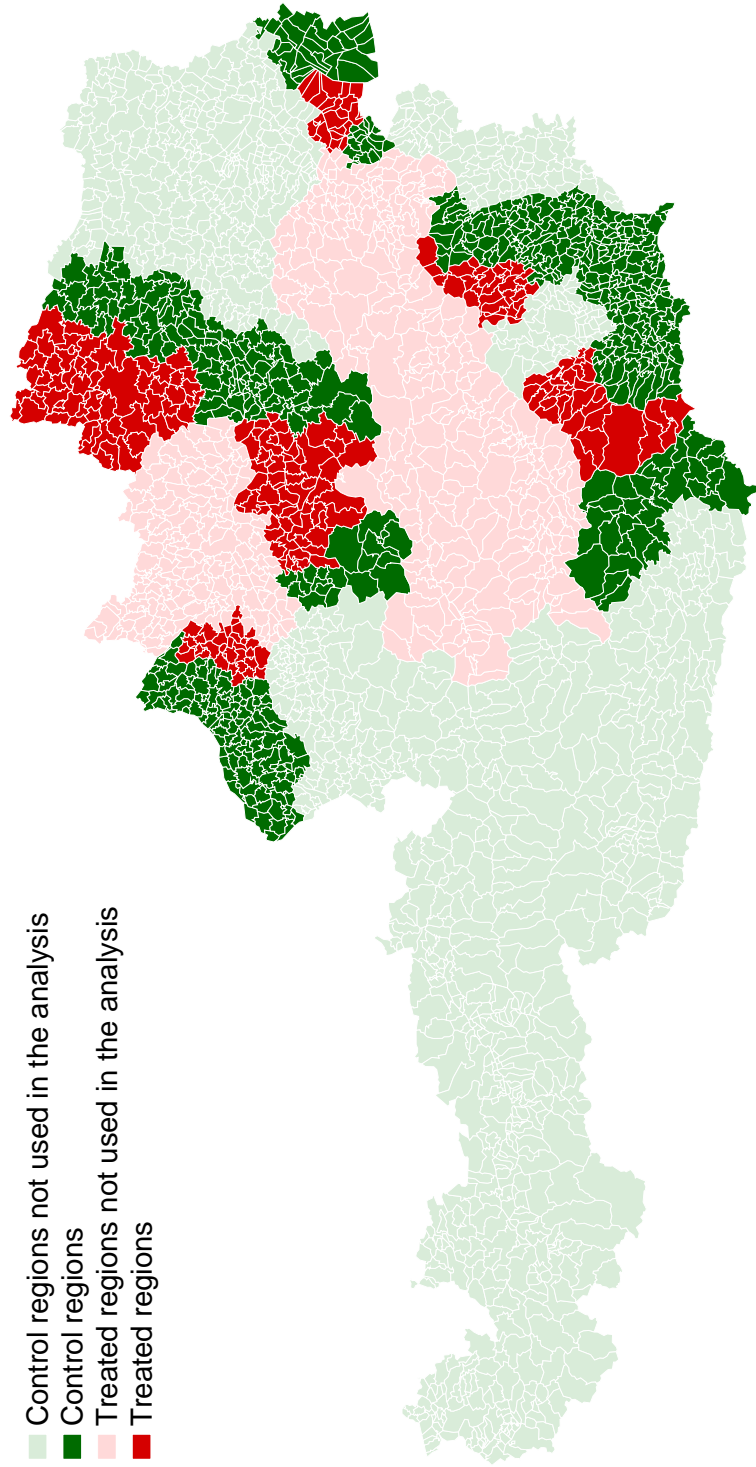 Control regions not used in the analysis
Control regions
Treated regions not used in the analysis
Treated regions